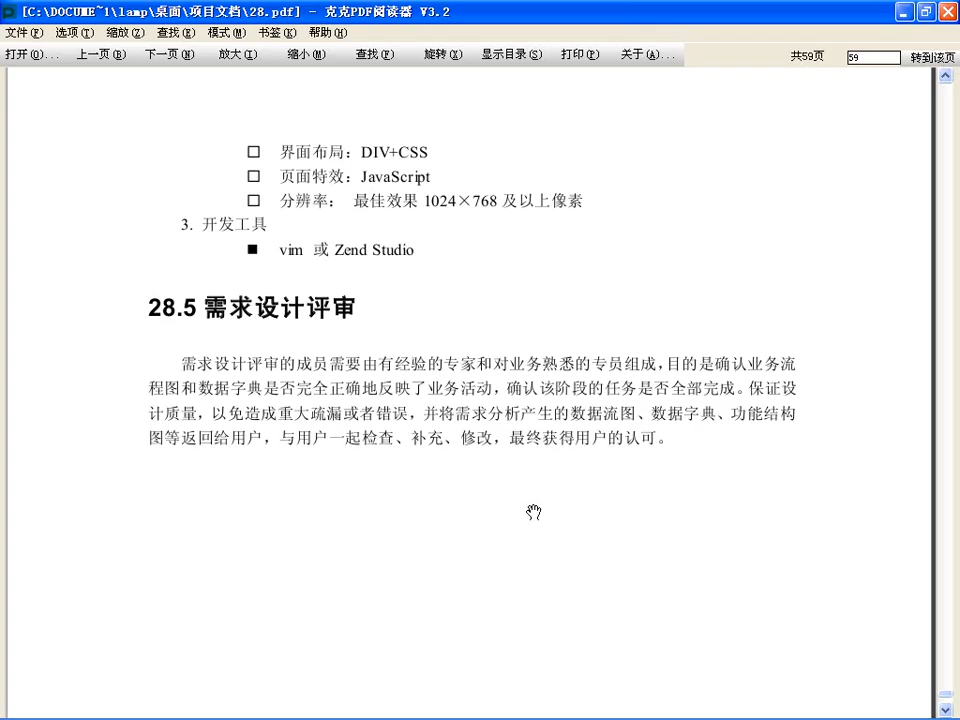 [C:\DOCUME~1\lamp\桌面\项目文档\28.pdf] - 克克PDF阅读器 V3.2
文件(F) 选项(T) 缩放(Z) 查找(E) 模式(M) 书签(K) 帮助(H)
打开(O)... 上一页(B) 下一页(N) 放大(I) 缩小(M) 查找(F) 旋转(X) 显示目录(S) 打印(P) 关于(A)... 共59页 59 转到该页
□ 界面布局：DIV+CSS
□ 页面特效：JavaScript
□ 分辨率： 最佳效果 1024×768 及以上像素
3. 开发工具
■ vim 或 Zend Studio
28.5 需求设计评审
需求设计评审的成员需要由有经验的专家和对业务熟悉的专员组成，目的是确认业务流
程图和数据字典是否完全正确地反映了业务活动，确认该阶段的任务是否全部完成。保证设
计质量，以免造成重大疏漏或者错误，并将需求分析产生的数据流图、数据字典、功能结构
图等返回给用户，与用户一起检查、补充、修改，最终获得用户的认可。